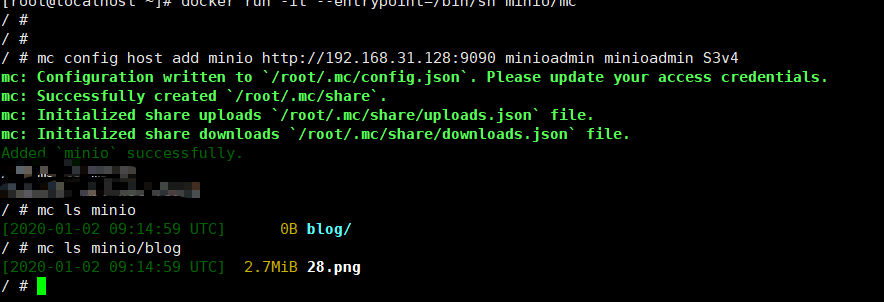 [root@localhost ~]# docker run -it --entrypoint=/bin/sh minio/mc
/ #
/ #
/ # mc config host add minio http://192.168.31.128:9090 minioadmin minioadmin S3v4
mc: Configuration written to `/root/.mc/config.json`. Please update your access credentials.
mc: Successfully created `/root/.mc/share`.
mc: Initialized share uploads `/root/.mc/share/uploads.json` file.
mc: Initialized share downloads `/root/.mc/share/downloads.json` file.
Added `minio` successfully.
/ # mc ls minio
[2020-01-02 09:14:59 UTC]      0B blog/
/ # mc ls minio/blog
[2020-01-02 09:14:59 UTC]  2.7MiB 28.png
/ #